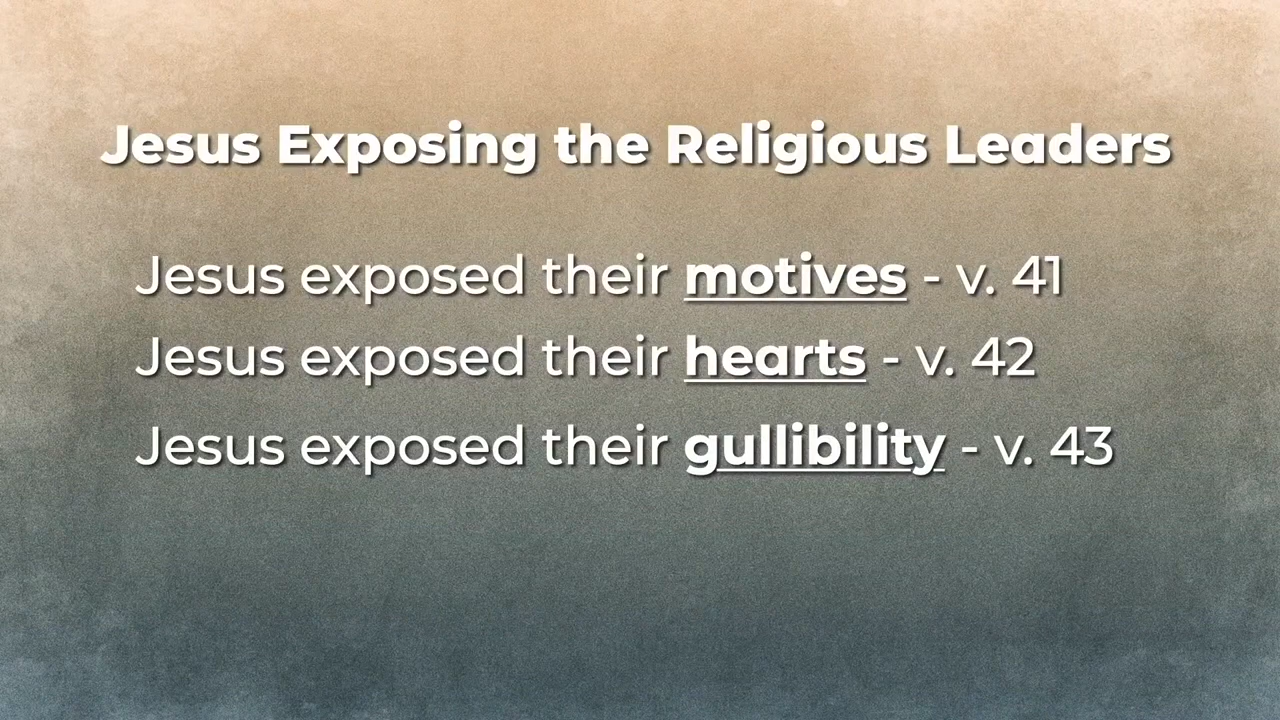 Jesus Exposing the Religious Leaders
Jesus exposed their motives - v. 41
Jesus exposed their hearts - v. 42
Jesus exposed their gullibility - v. 43